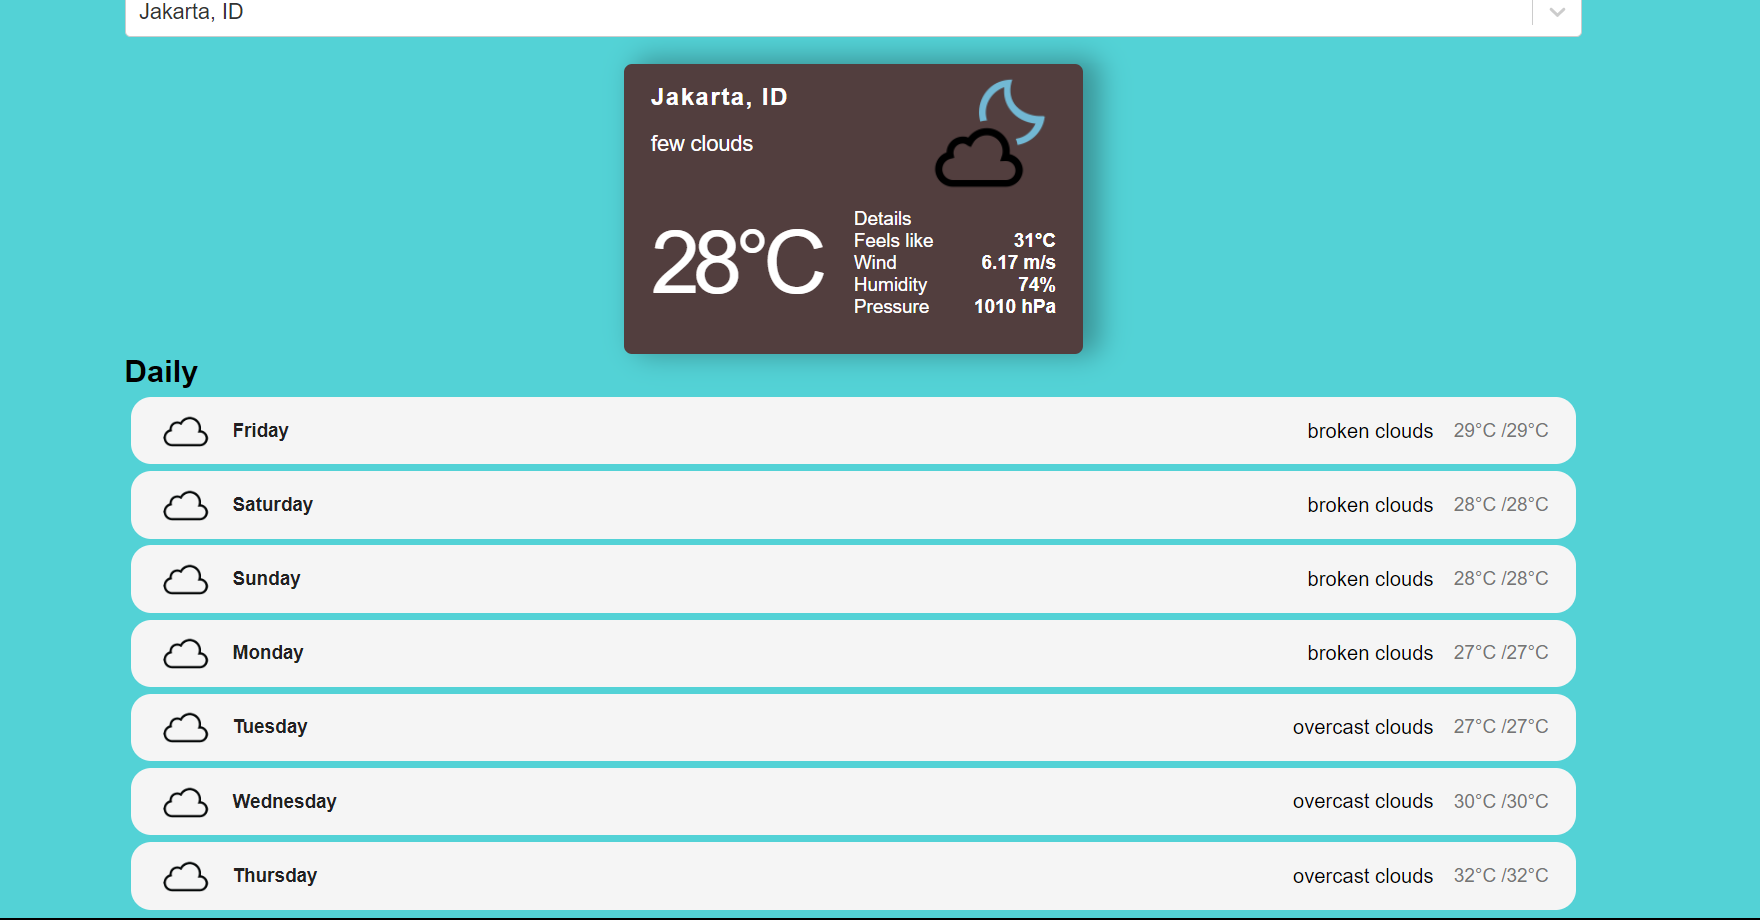 Jakarta, ID
Jakarta, ID
few clouds
28°C
Details
Feels like 31°C
Wind 6.17 m/s
Humidity 74%
Pressure 1010 hPa
Daily
Friday broken clouds 29°C /29°C
Saturday broken clouds 28°C /28°C
Sunday broken clouds 28°C /28°C
Monday broken clouds 27°C /27°C
Tuesday overcast clouds 27°C /27°C
Wednesday overcast clouds 30°C /30°C
Thursday overcast clouds 32°C /32°C